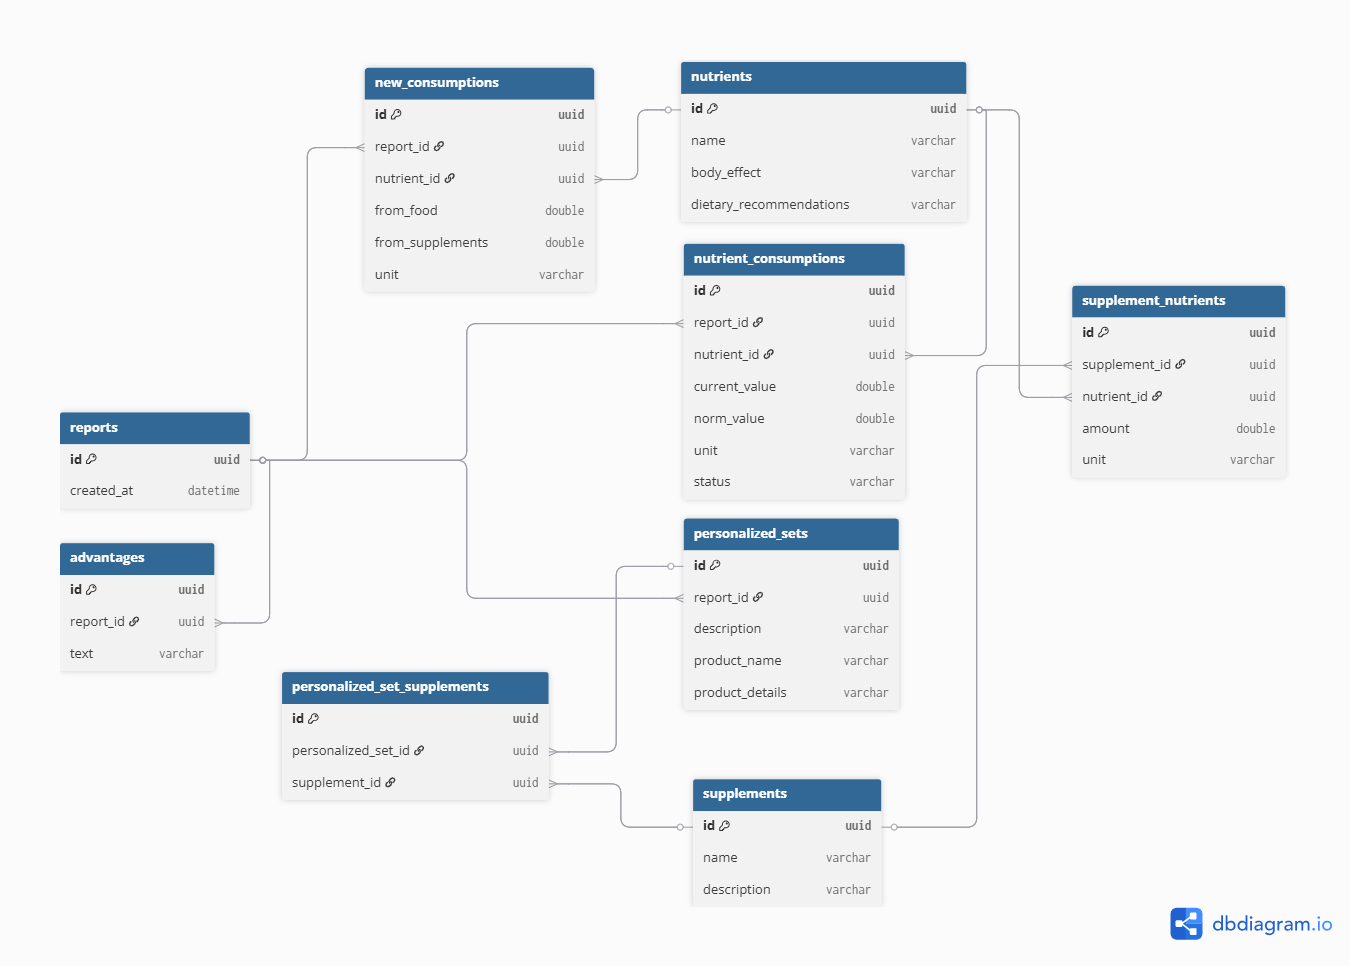 new_consumptions
id uuid
report_id uuid
nutrient_id uuid
from_food double
from_supplements double
unit varchar
nutrients
id uuid
name varchar
body_effect varchar
dietary_recommendations varchar
nutrient_consumptions
id uuid
report_id uuid
nutrient_id uuid
current_value double
norm_value double
unit varchar
status varchar
supplement_nutrients
id uuid
supplement_id uuid
nutrient_id uuid
amount double
unit varchar
reports
id uuid
created_at datetime
advantages
id uuid
report_id uuid
text varchar
personalized_sets
id uuid
report_id uuid
description varchar
product_name varchar
product_details varchar
personalized_set_supplements
id uuid
personalized_set_id uuid
supplement_id uuid
supplements
id uuid
name varchar
description varchar
dbdiagram.io